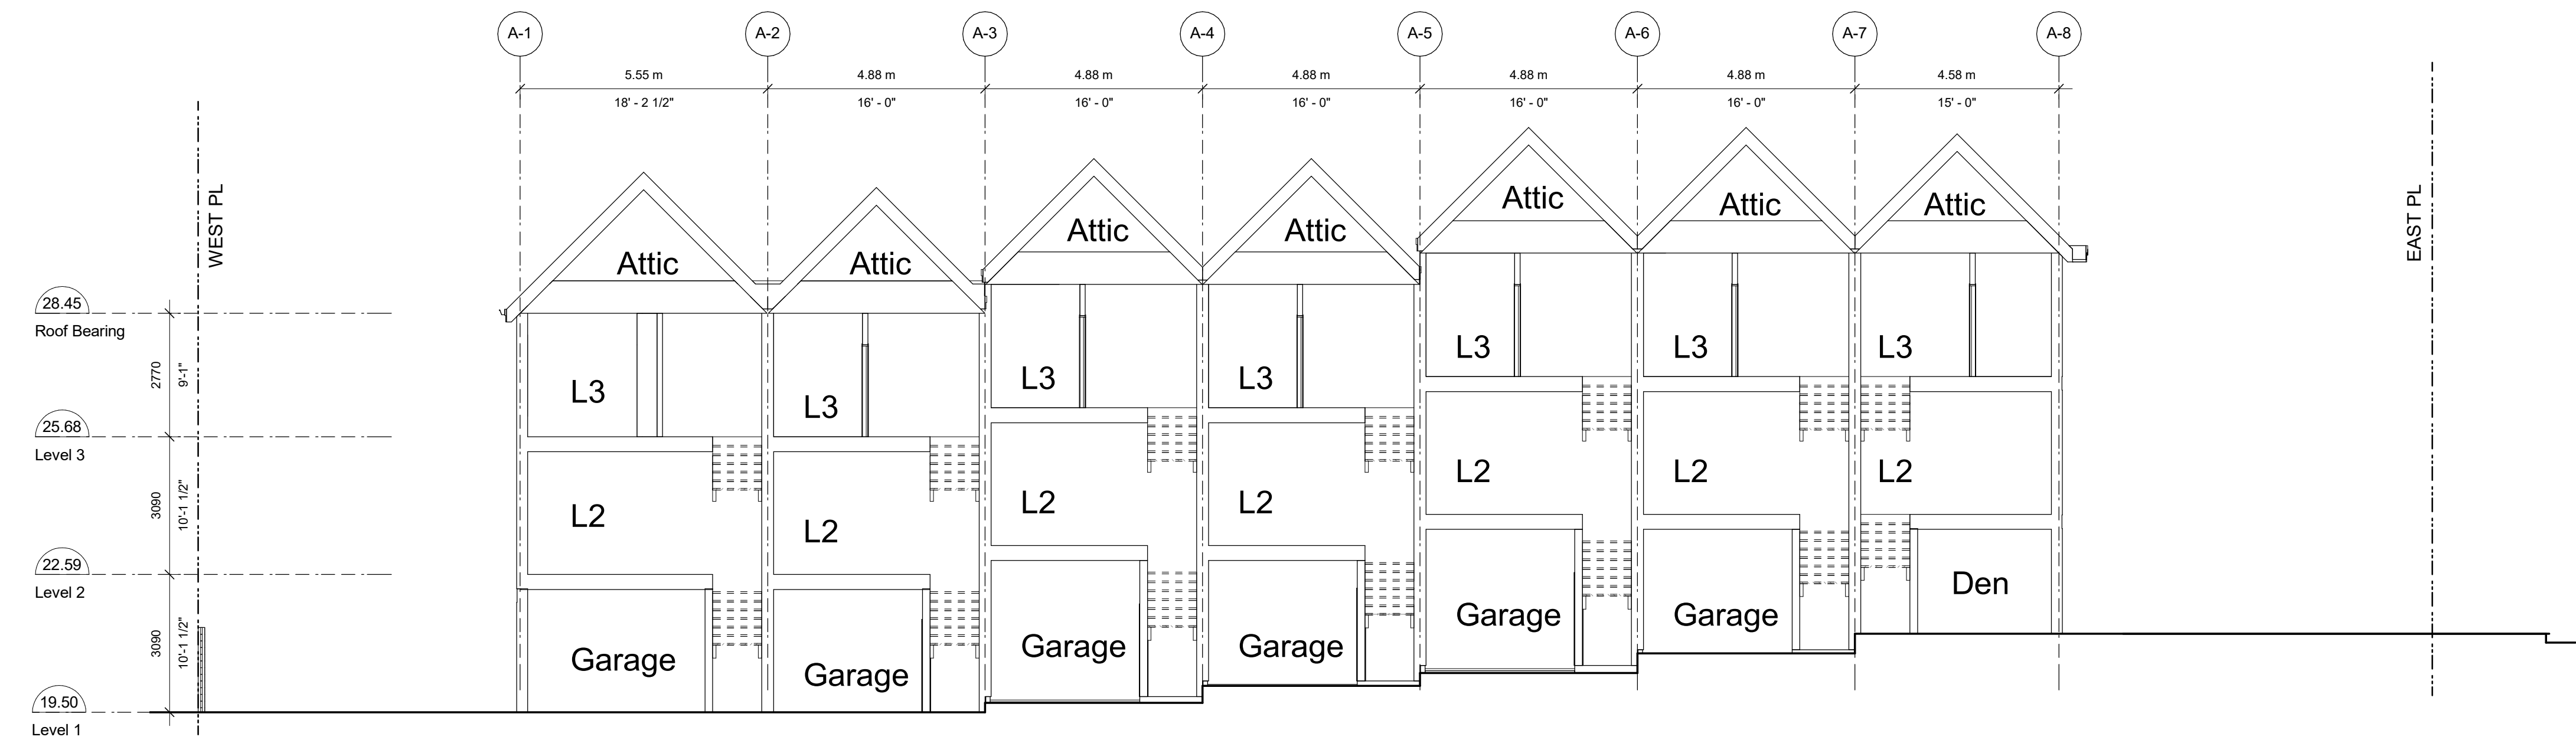 A-1 A-2 A-3 A-4 A-5 A-6 A-7 A-8
5.55 m 4.88 m 4.88 m 4.88 m 4.88 m 4.88 m 4.58 m
18' - 2 1/2" 16' - 0" 16' - 0" 16' - 0" 16' - 0" 16' - 0" 15' - 0"
WEST PL
EAST PL
Attic Attic Attic Attic Attic Attic Attic
28.45
Roof Bearing
2770
9'-1"
L3 L3 L3 L3 L3 L3 L3
25.68
Level 3
3090
10'-1 1/2"
L2 L2 L2 L2 L2 L2 L2
22.59
Level 2
3090
10'-1 1/2"
Garage Garage Garage Garage Garage Garage Den
19.50
Level 1